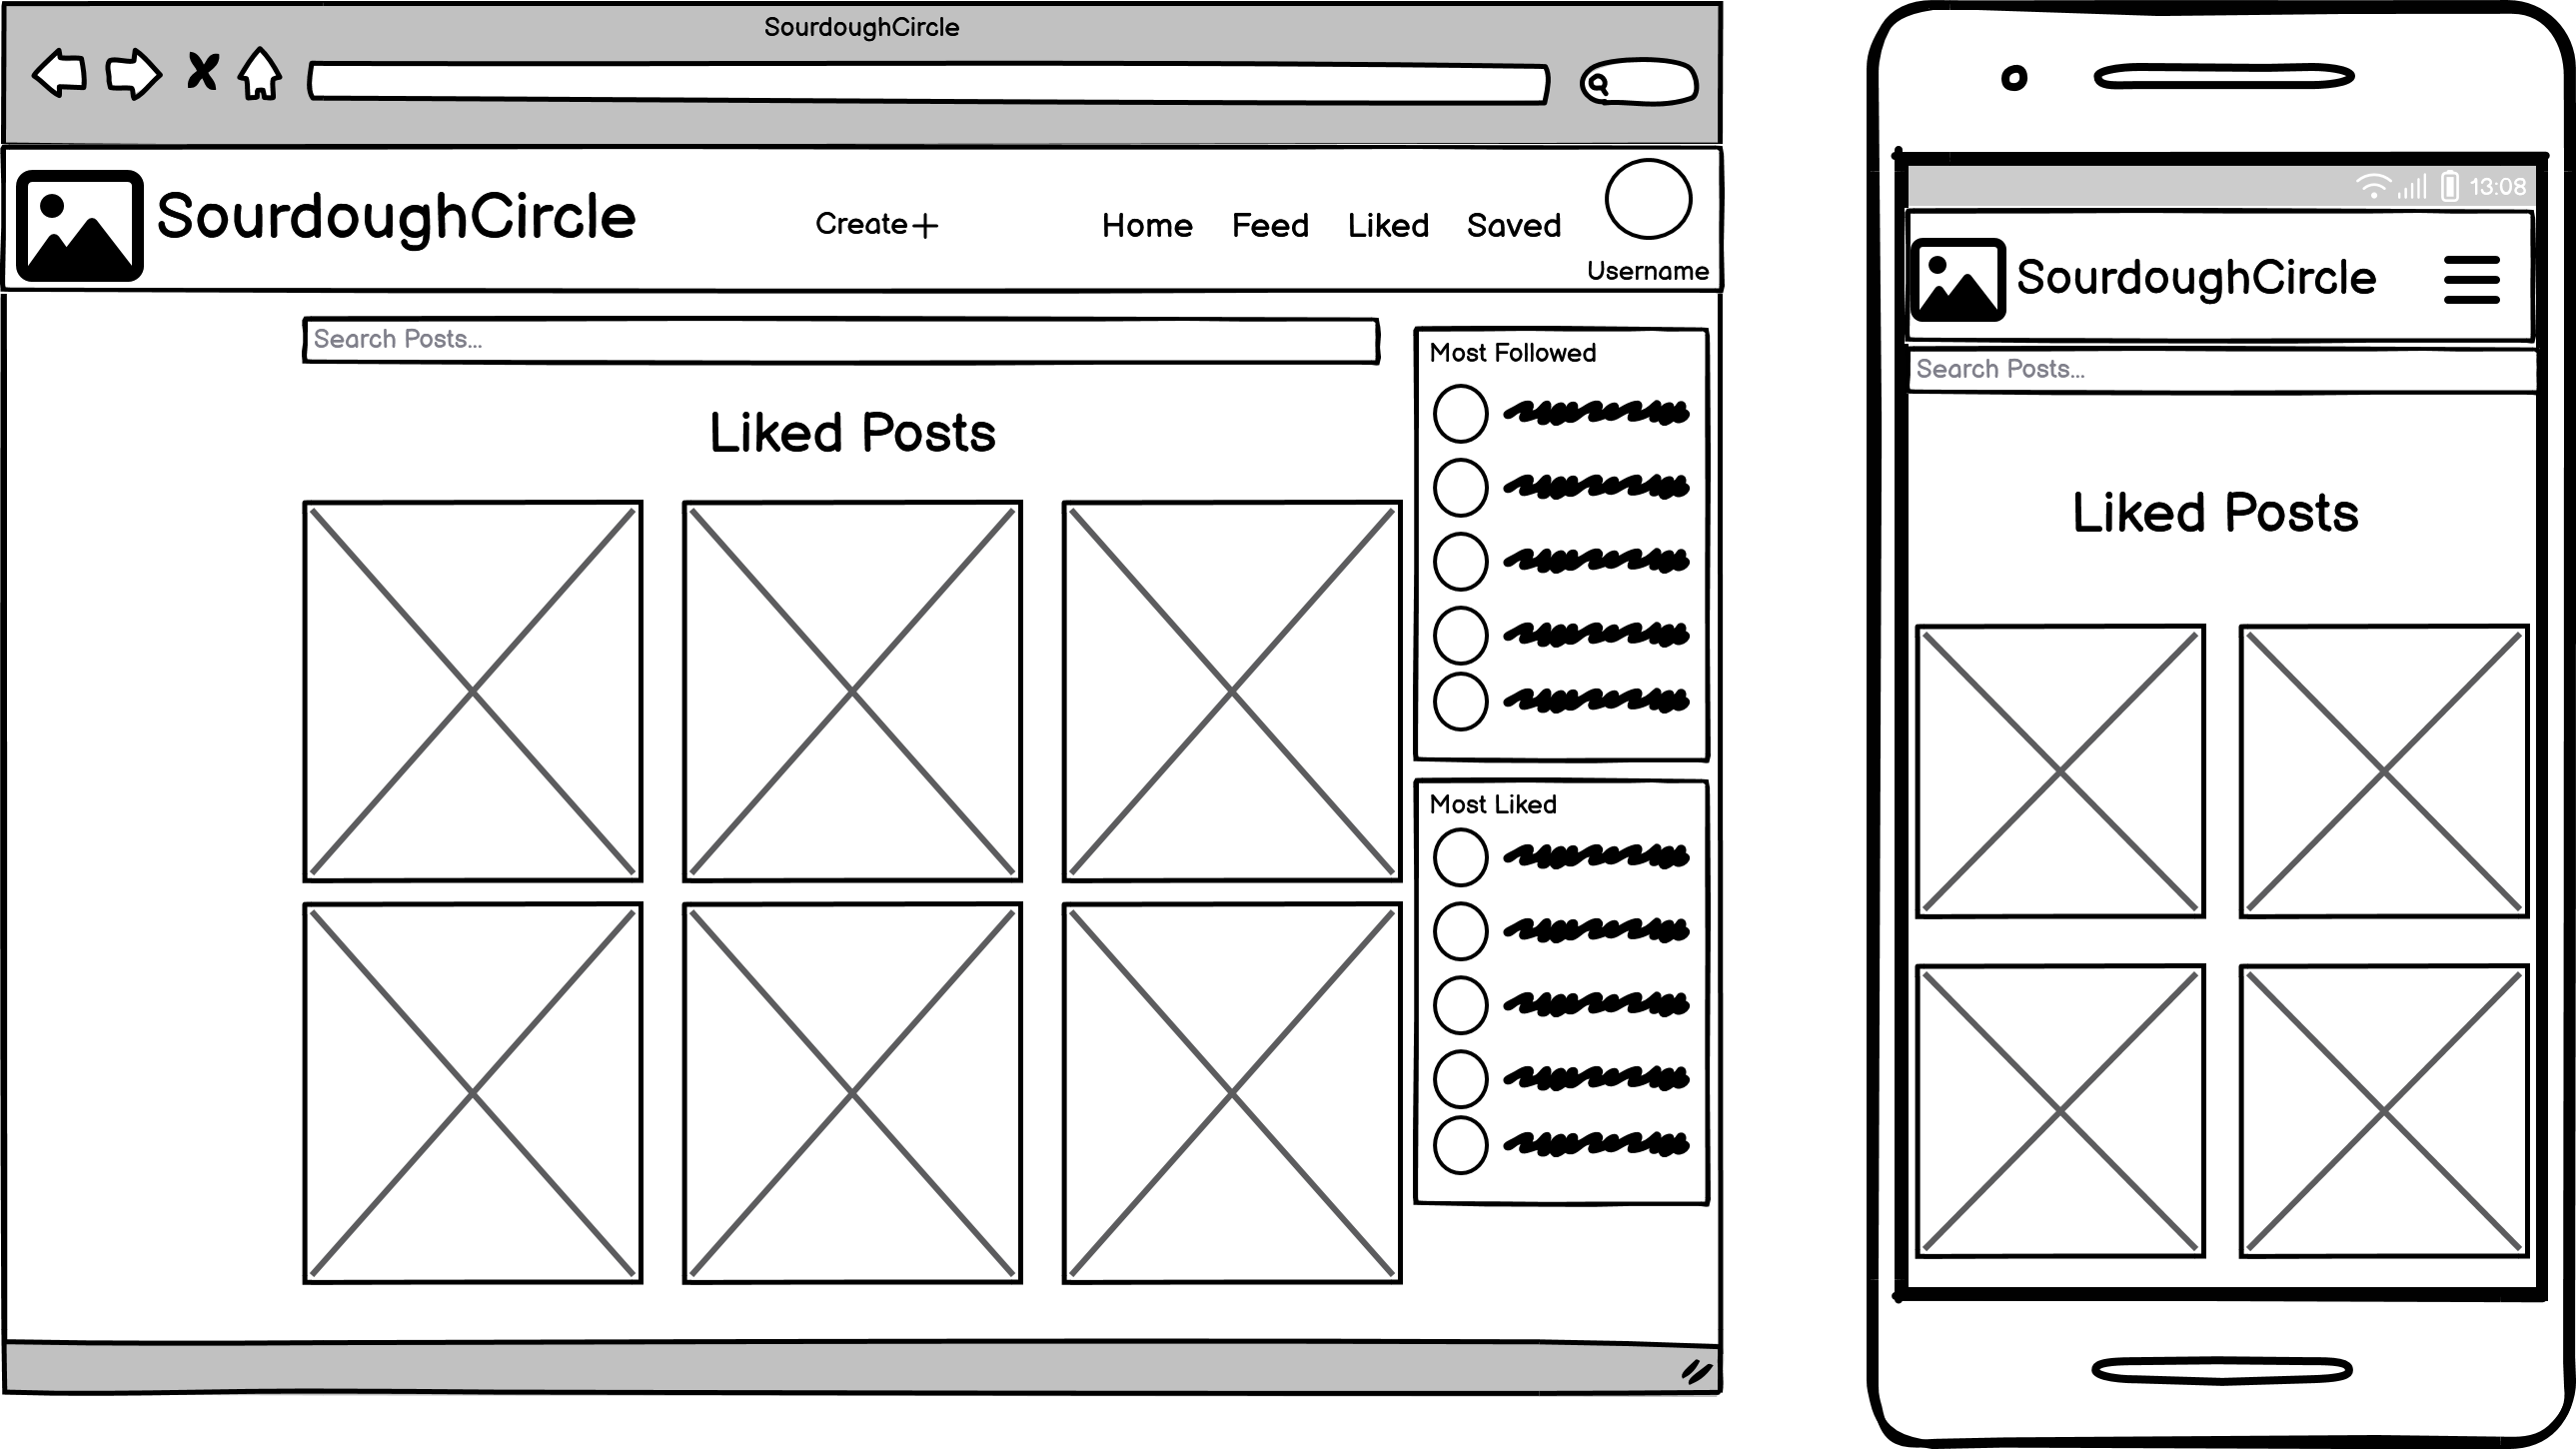 SourdoughCircle
SourdoughCircle
Create+
Home Feed Liked Saved
Username
Search Posts...
Liked Posts
Most Followed
Most Liked
13:08
SourdoughCircle
Search Posts...
Liked Posts